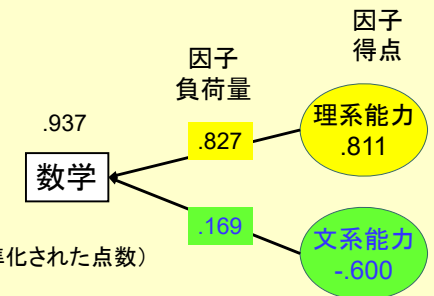 因子
得点
因子
負荷量
.937
.827
理系能力
.811
数学
.169
準化された点数）
文系能力
-.600